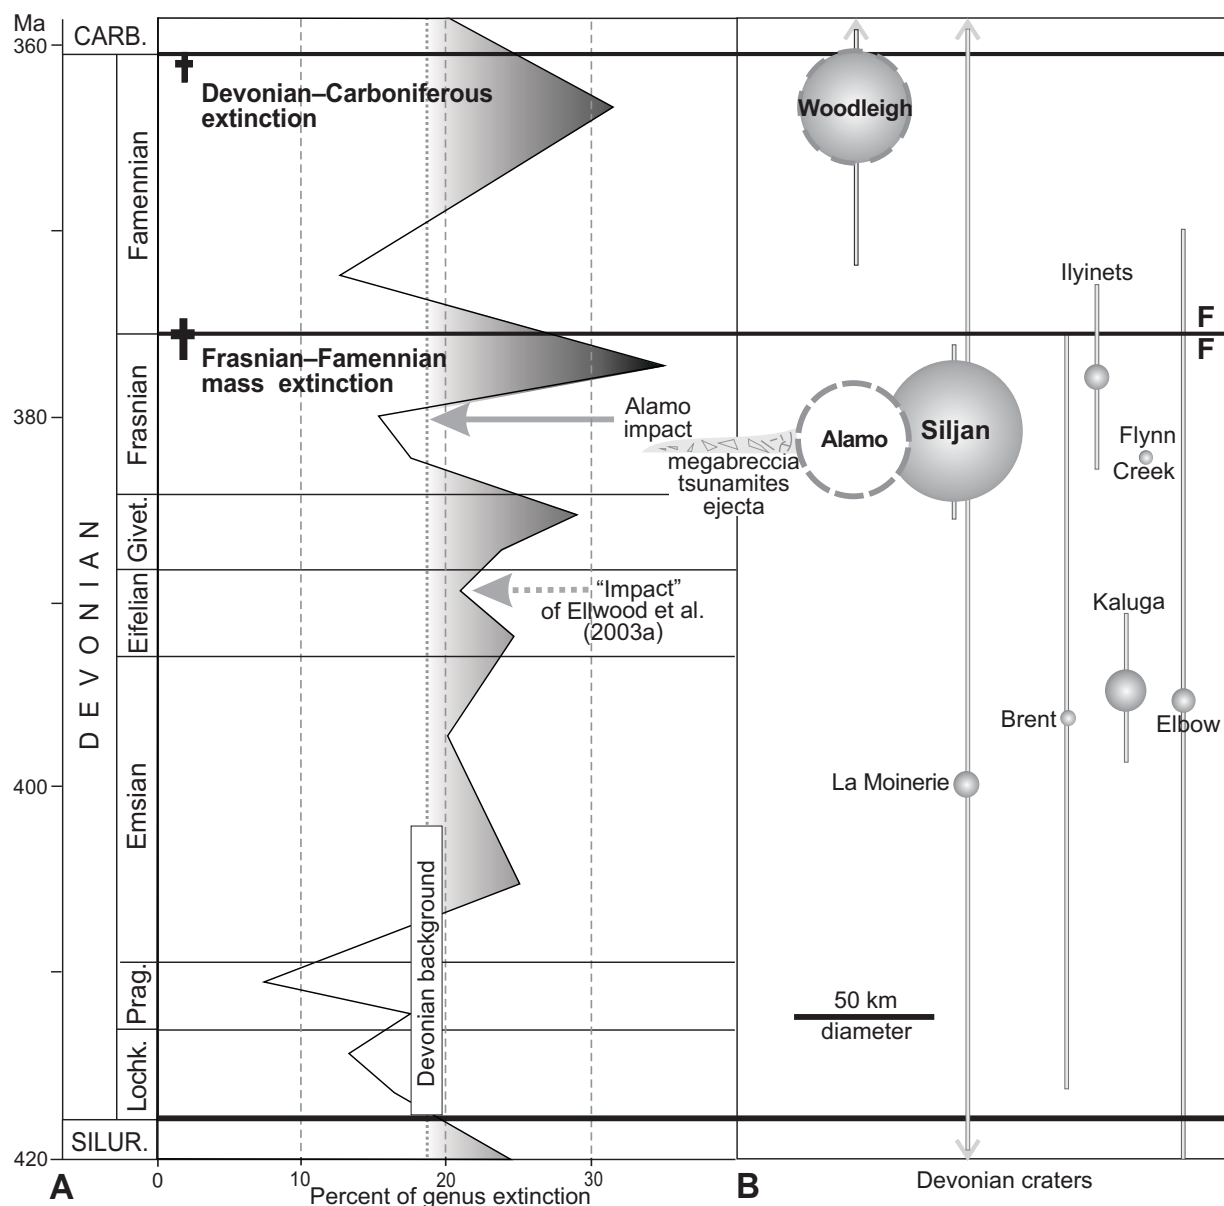 Ma
360
CARB.
Devonian–Carboniferous
extinction
Woodleigh
Famennian
Ilyinets
F
F
Frasnian–Famennian
mass extinction
Frasnian
380
Alamo
impact
Alamo
Siljan
Flynn
Creek
megabreccia
tsunamites
ejecta
Givet.
DEVONIAN
Eifelian
“Impact”
of Ellwood et al.
(2003a)
Kaluga
Brent
Elbow
400
La Moinerie
Emsian
Devonian background
Prag.
50 km
diameter
Lochk.
SILUR.
420
A
0
10
20
30
Percent of genus extinction
B
Devonian craters